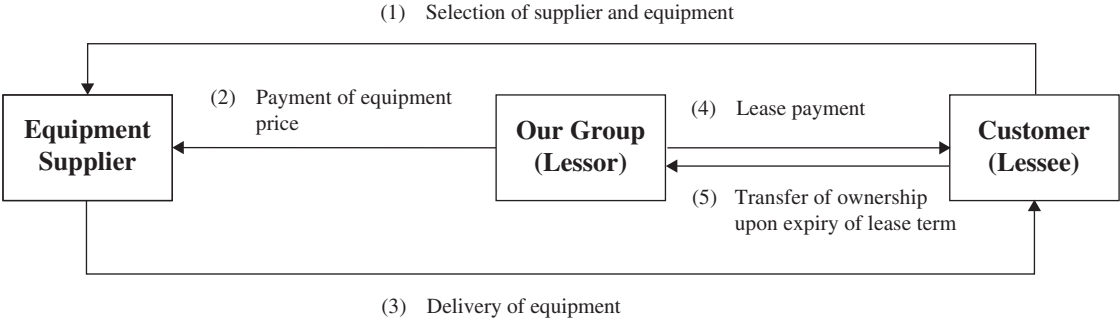 (1) Selection of supplier and equipment
(2) Payment of equipment
price
(4) Lease payment
Equipment
Supplier
Our Group
(Lessor)
Customer
(Lessee)
(5) Transfer of ownership
upon expiry of lease term
(3) Delivery of equipment